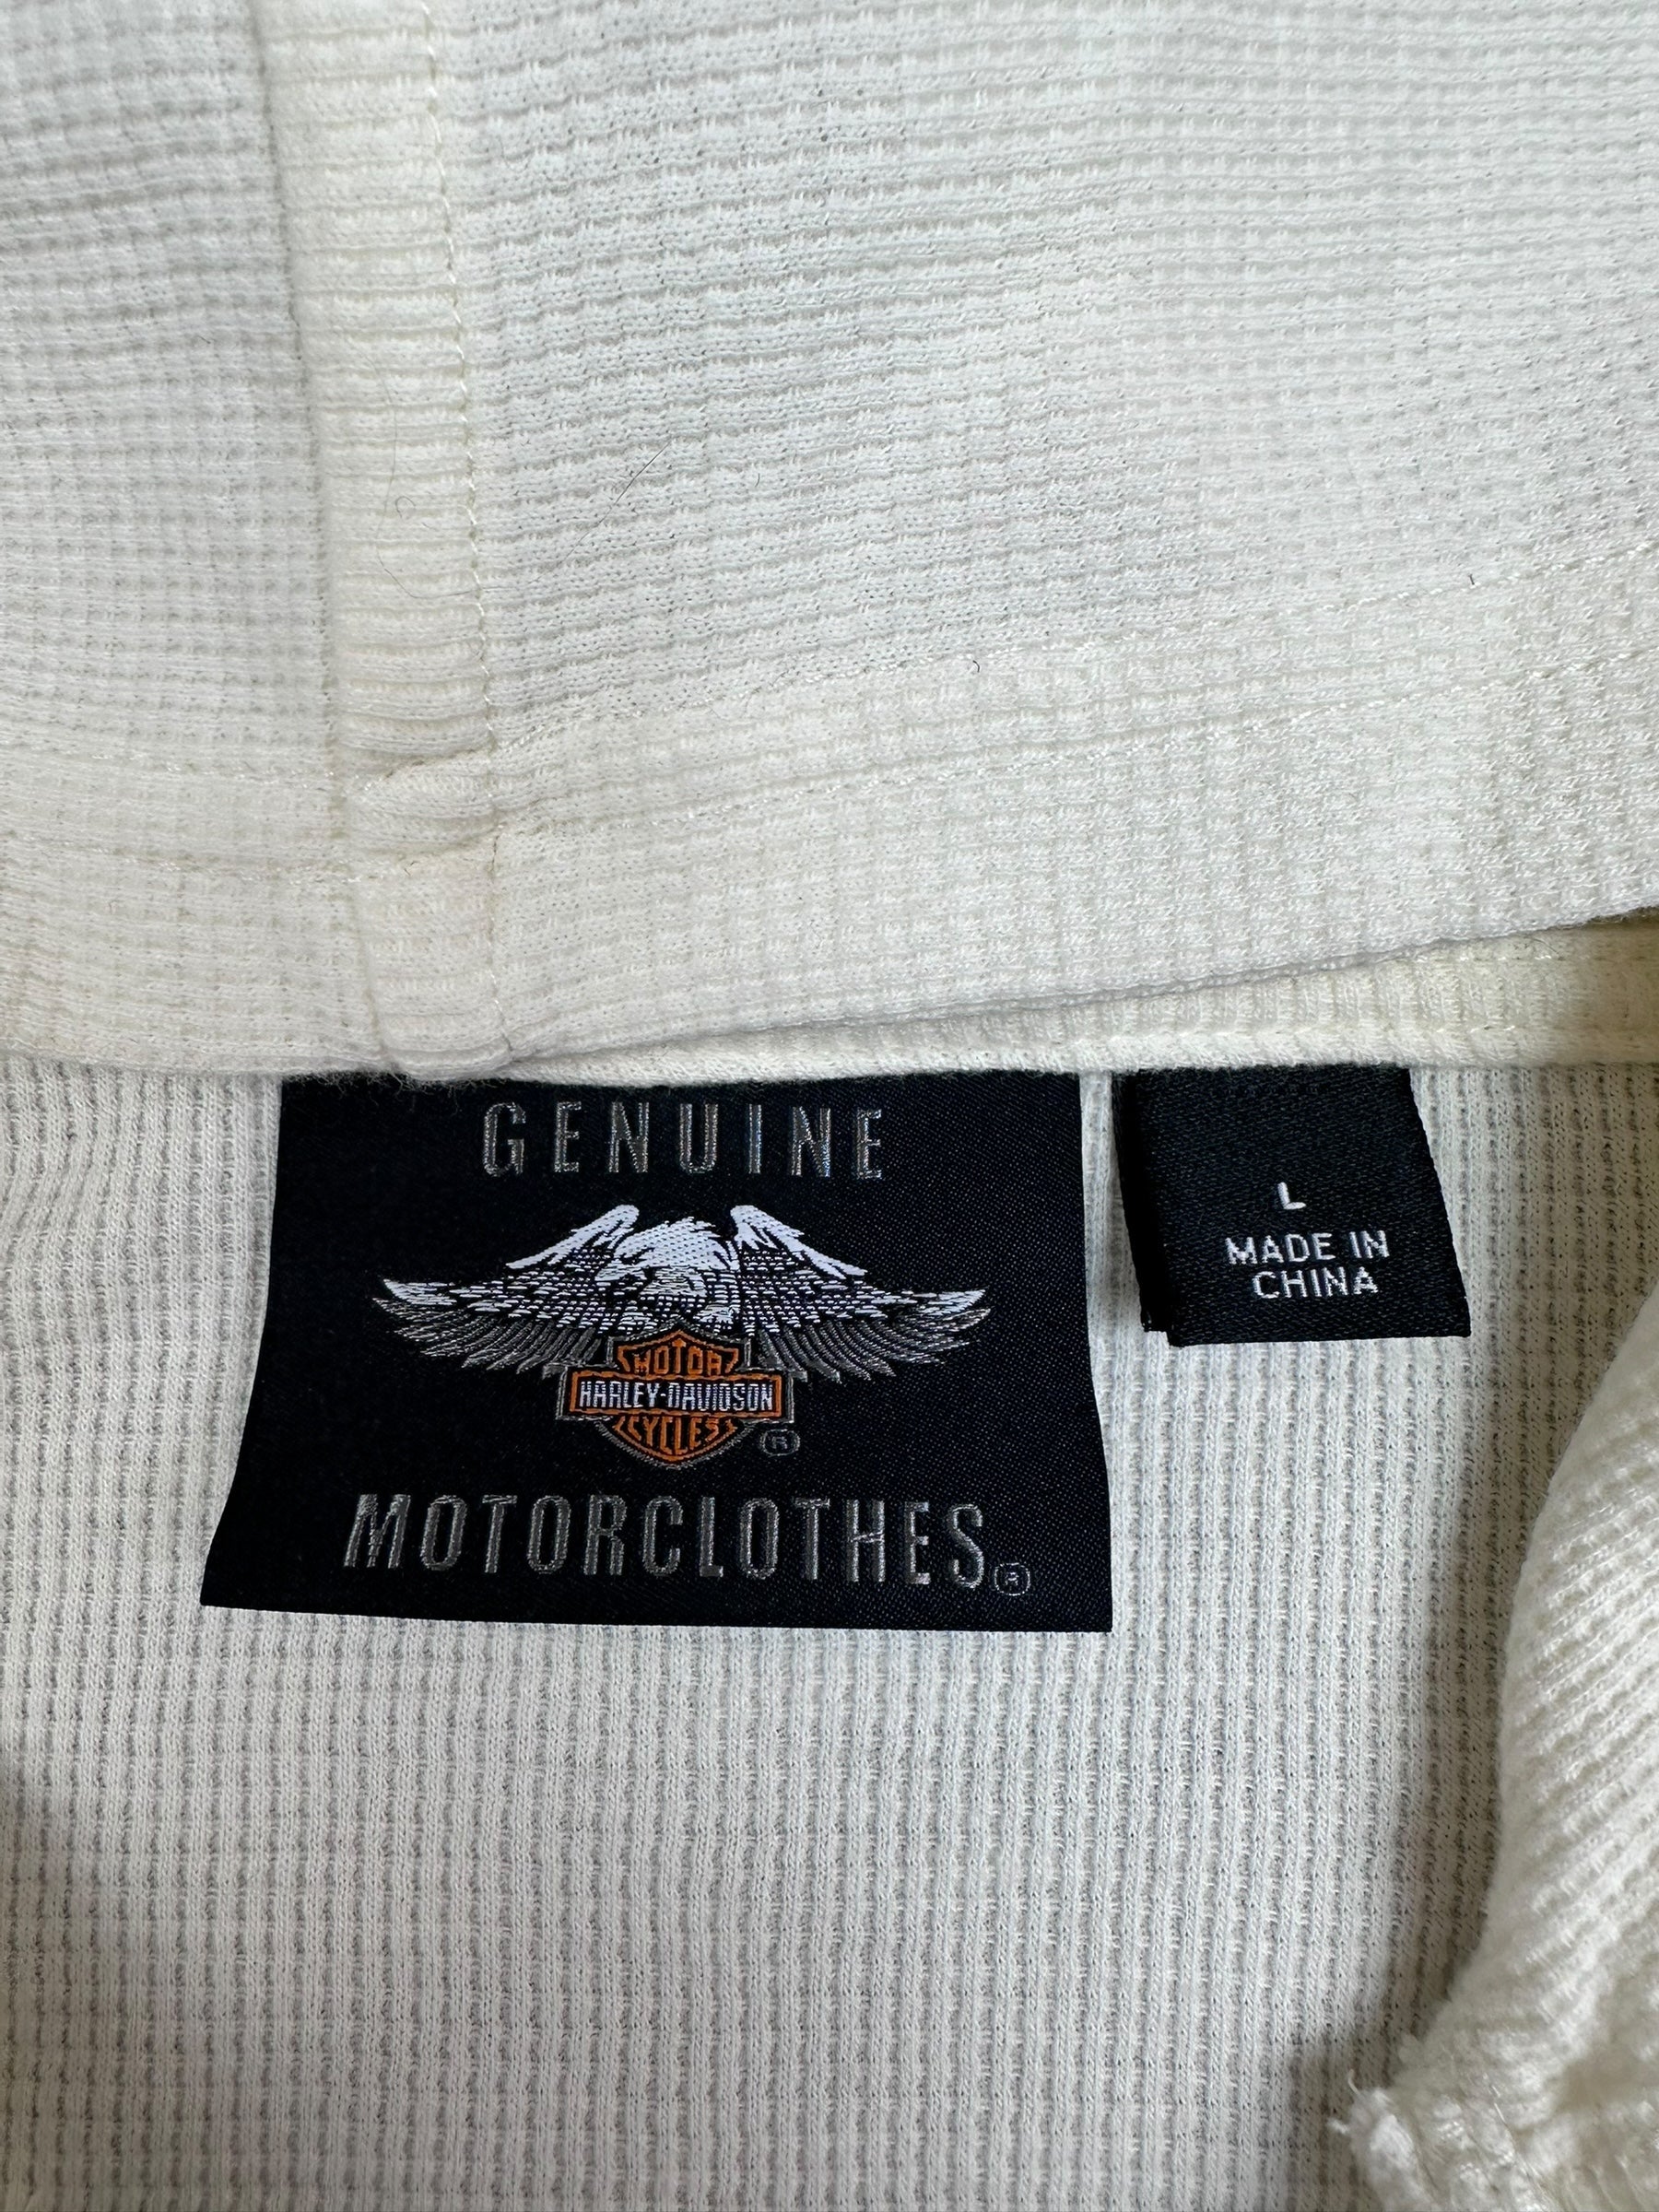 GENUINE
MOTOR
HARLEY-DAVIDSON
CYCLES
®
MOTORCLOTHES®
L
MADE IN
CHINA